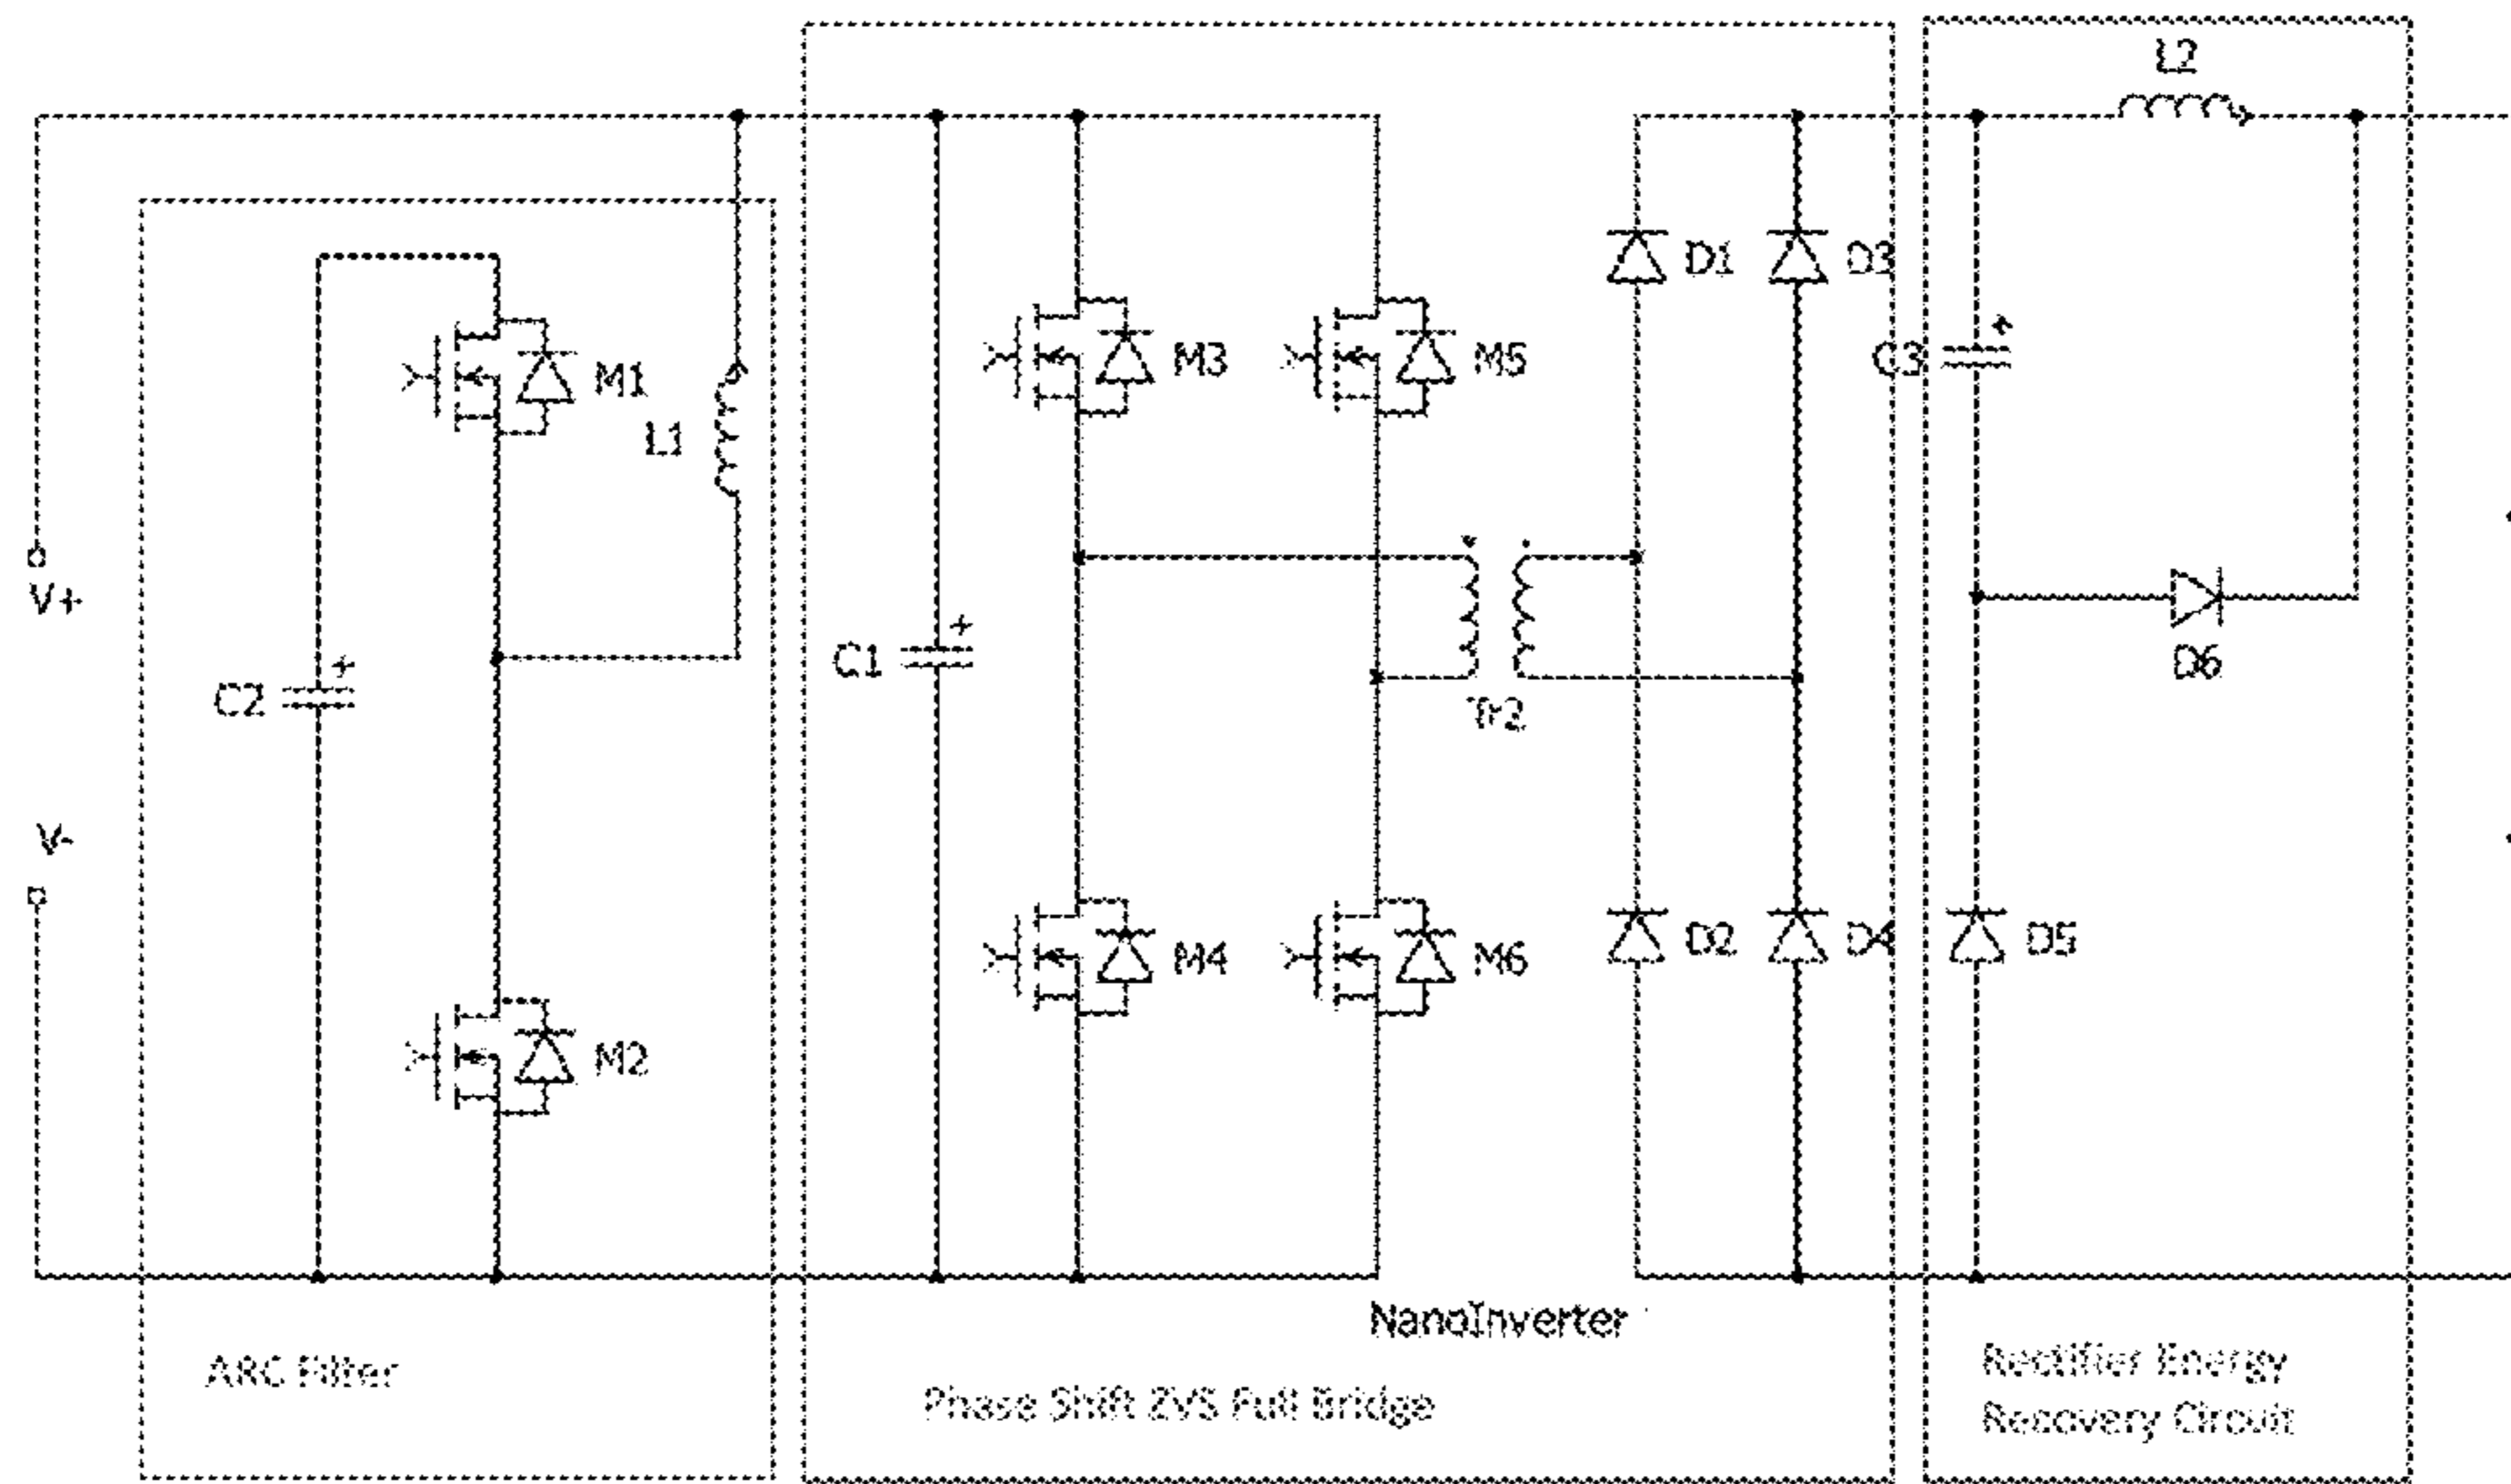 L2
D1
D3
M1
M3
M5
C3
L1
V+
C1
D6
C2
Tr2
V-
M4
M6
D2
D4
D5
M2
NanoInverter
ARC Filter
Phase Shift ZVS Full Bridge
Rectifier Energy
Recovery Circuit